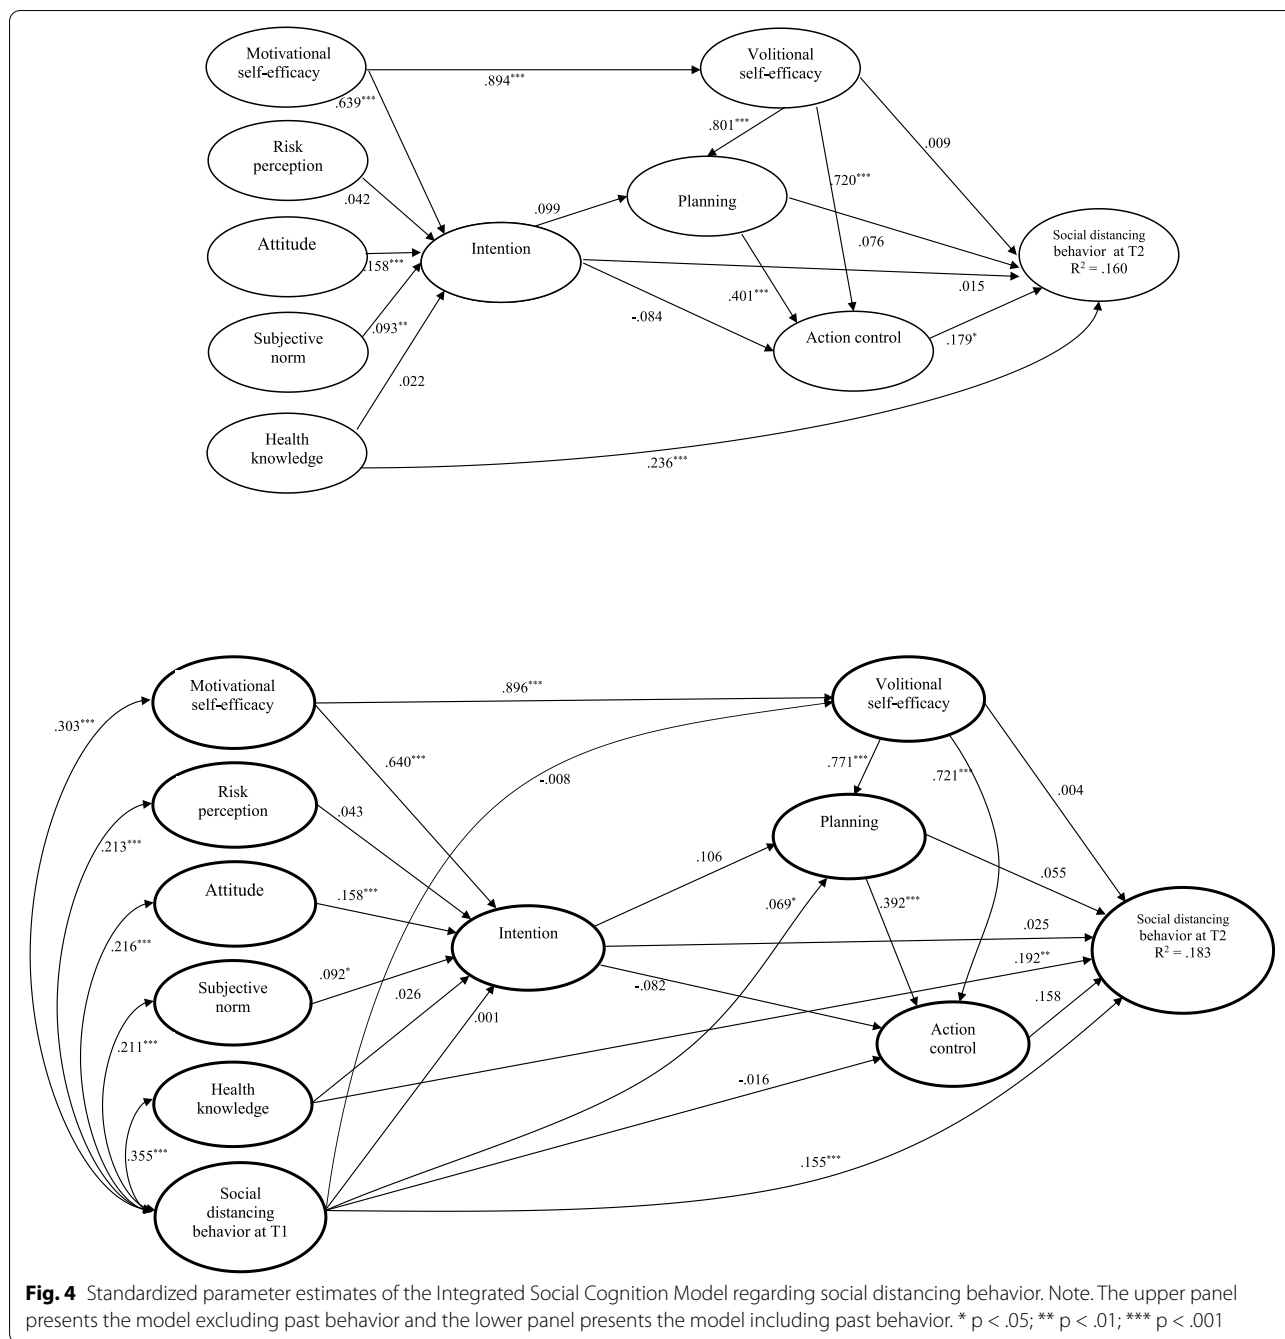 Motivational
self-efficacy
Volitional
self-efficacy
.894***
.639***
.801***
.009
Risk
perception
.042
.720***
.099
Planning
Attitude
.158***
Intention
.076
Social distancing
behavior at T2
R² = .160
.015
.401***
-.084
Subjective
norm
.093**
Action control
.179*
.022
Health
knowledge
.236***
Motivational
self-efficacy
.896***
Volitional
self-efficacy
.303***
.640***
.771***
.721***
-.008
.004
Risk
perception
.043
Planning
.213***
.106
.055
Attitude
.158***
.069*
.392***
Intention
.025
Social distancing
behavior at T2
R² = .183
.216***
.192**
Subjective
norm
.092*
.026
-.082
.158
.001
Action
control
.211***
-.016
Health
knowledge
.355***
.155***
Social
distancing
behavior at T1
Fig. 4 Standardized parameter estimates of the Integrated Social Cognition Model regarding social distancing behavior. Note. The upper panel
presents the model excluding past behavior and the lower panel presents the model including past behavior. * p < .05; ** p < .01; *** p < .001